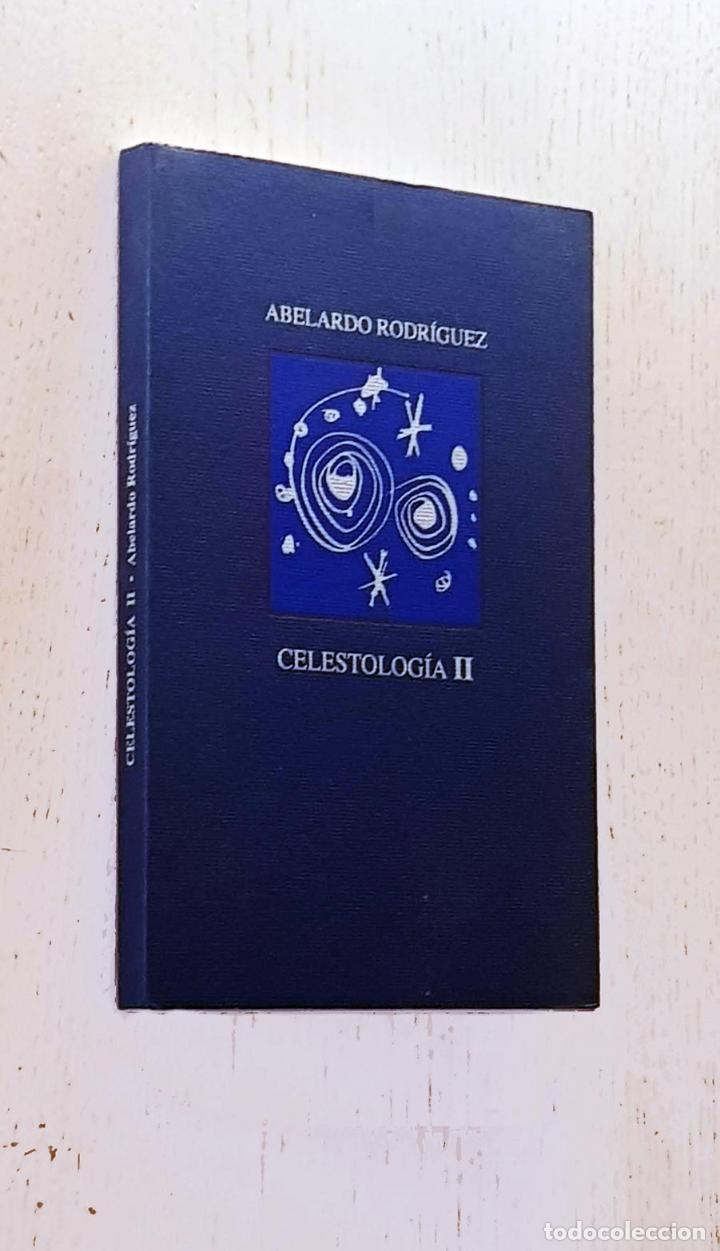 ABELARDO RODRÍGUEZ
CELESTOLOGÍA II
CELESTOLOGÍA II - Abelardo Rodríguez
todocoleccion